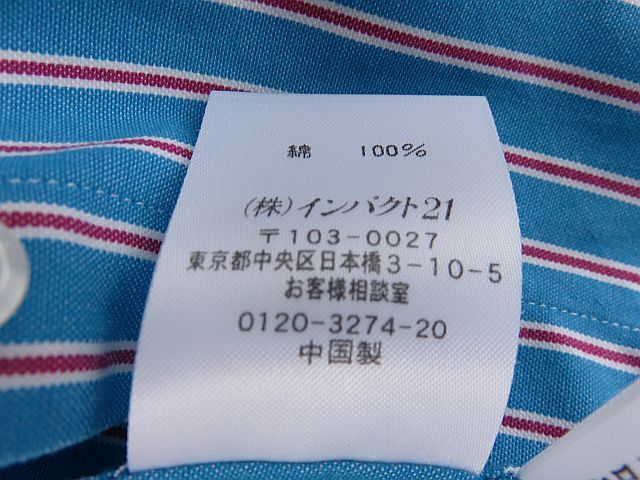 綿 100%
(株)インパクト21
〒103-0027
東京都中央区日本橋3-10-5
お客様相談室
0120-3274-20
中国製